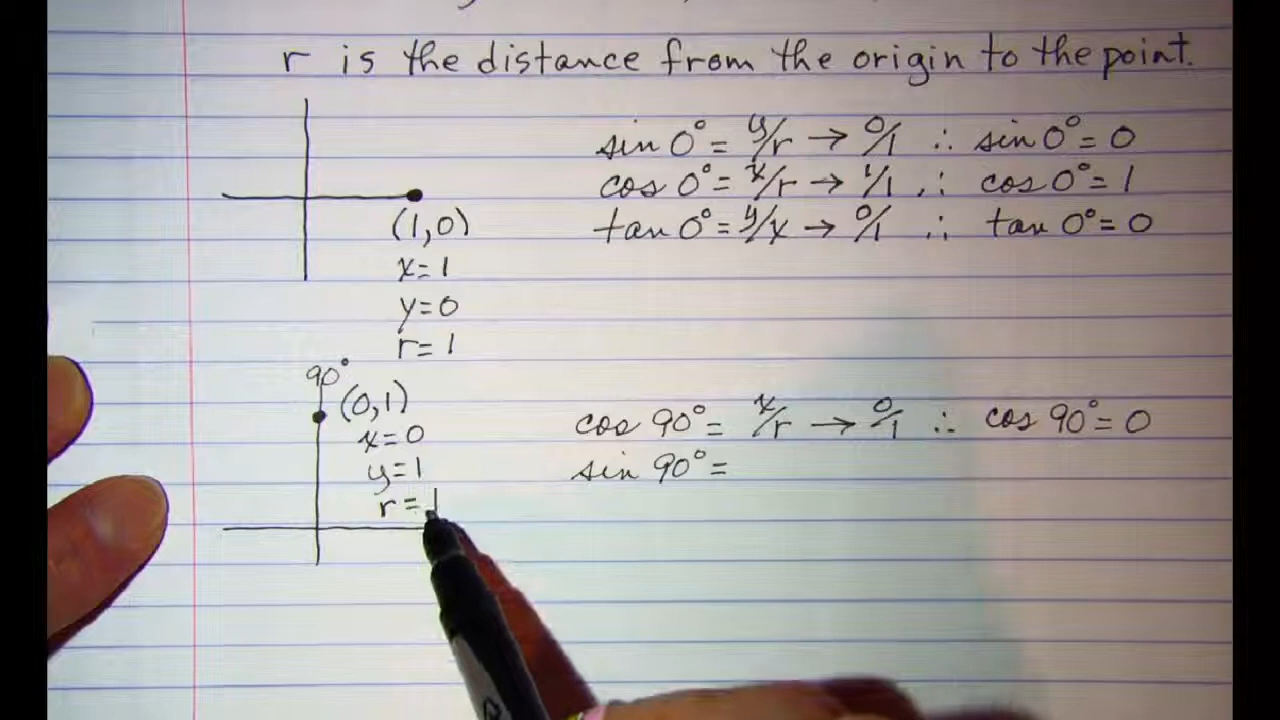 r is the distance from the origin to the point.
sin 0° = y/r → 0/1 ∴ sin 0° = 0
cos 0° = x/r → 1/1 ∴ cos 0° = 1
(1,0)
tan 0° = y/x → 0/1 ∴ tan 0° = 0
x = 1
y = 0
r = 1
90°
(0,1)
x = 0
y = 1
r = 1
cos 90° = x/r → 0/1 ∴ cos 90° = 0
sin 90° =